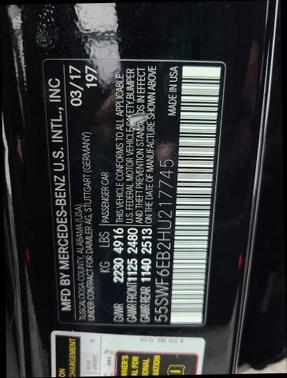 MFD BY MERCEDES-BENZ U.S. INTL., INC
TUSCALOOSA COUNTY, ALABAMA (USA)
UNDER CONTRACT FOR DAIMLER AG, STUTTGART (GERMANY)
03/17
197
PASSENGER CAR
KG LBS
GVWR 2230 4916
GAWR FRONT 1125 2480
GAWR REAR 1140 2513
THIS VEHICLE CONFORMS TO ALL APPLICABLE
U.S. FEDERAL MOTOR VEHICLE SAFETY, BUMPER
AND THEFT PREVENTION STANDARDS IN EFFECT
ON THE DATE OF MANUFACTURE SHOWN ABOVE
55SWF6EB2HU217745
MADE IN USA